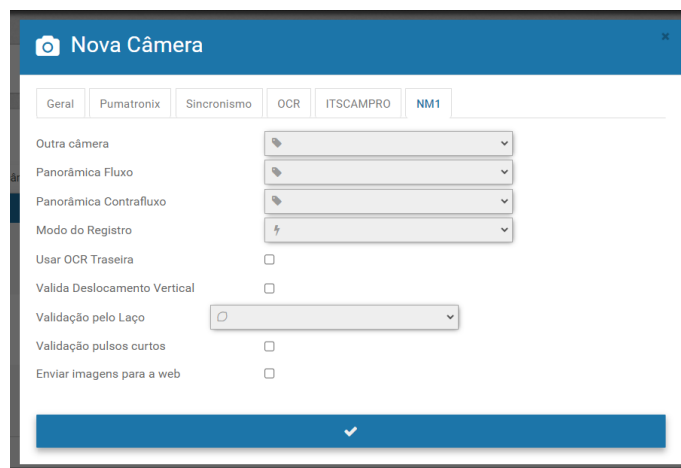 Nova Câmera
Geral Pumatronix Sincronismo OCR ITSCAMPRO NM1
Outra câmera
Panorâmica Fluxo
Panorâmica Contrafluxo
Modo do Registro
Usar OCR Traseira
Valida Deslocamento Vertical
Validação pelo Laço
Validação pulsos curtos
Enviar imagens para a web